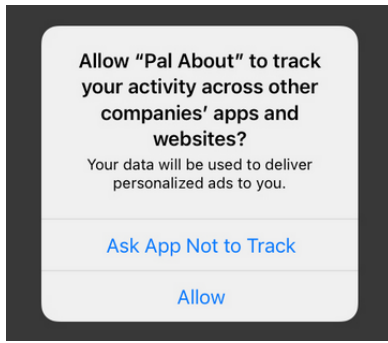 Allow “Pal About” to track
your activity across other
companies’ apps and
websites?
Your data will be used to deliver
personalized ads to you.
Ask App Not to Track
Allow